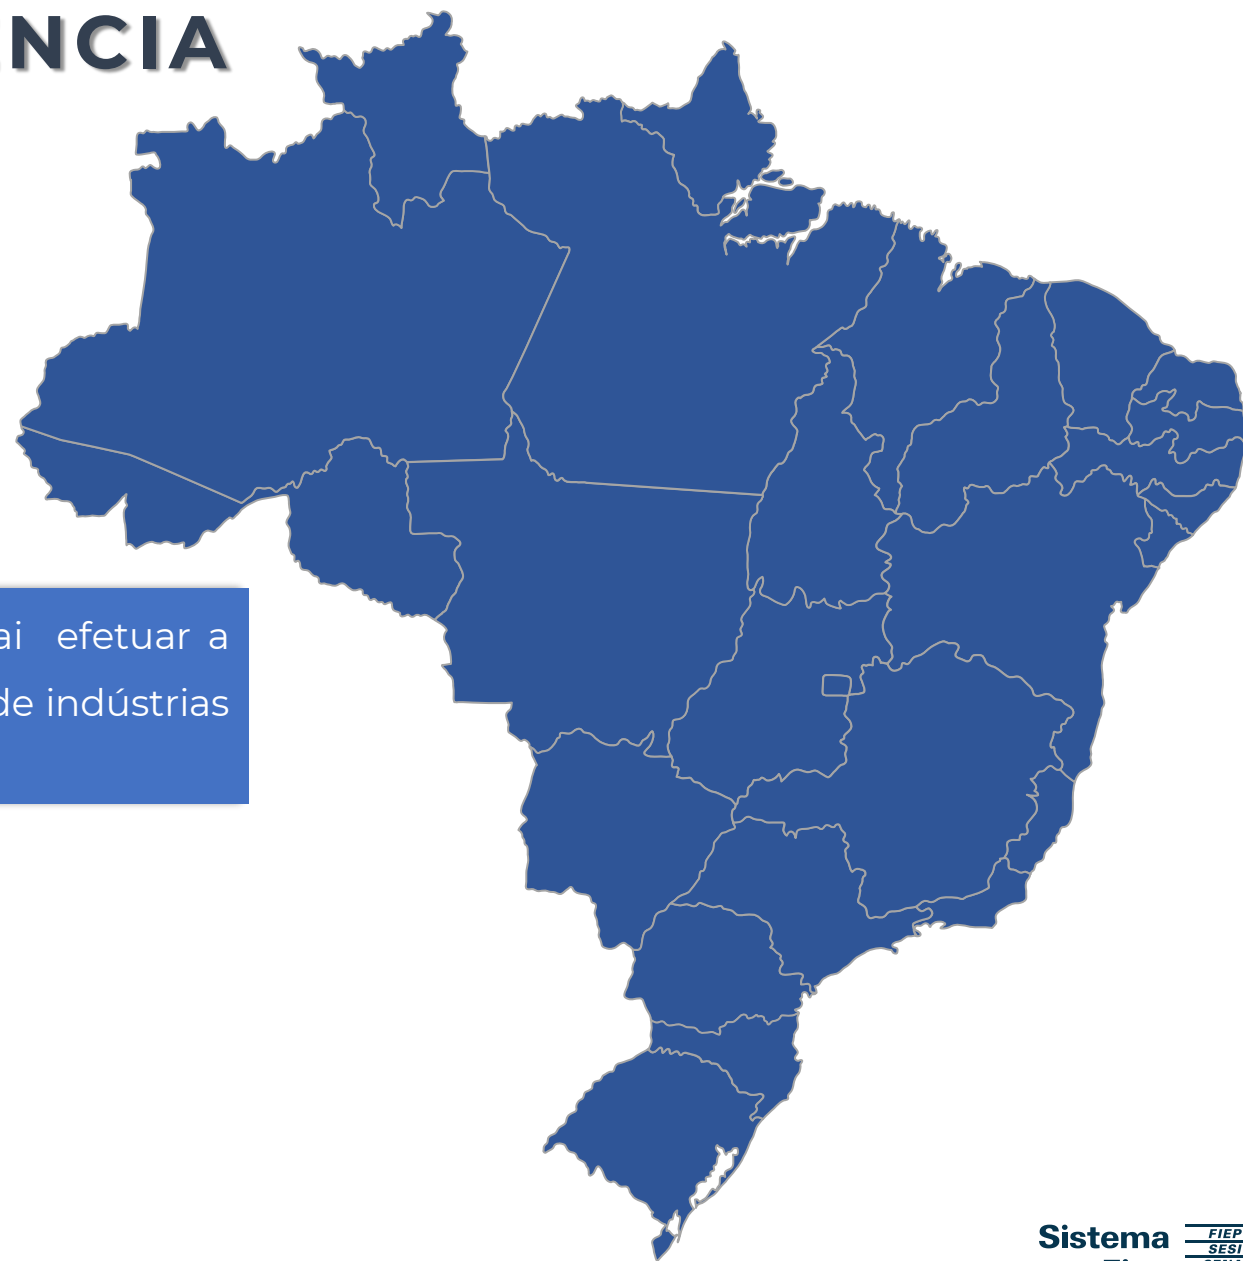 NCIA
ai efetuar a
de indústrias
Sistema
FIEP
SESI